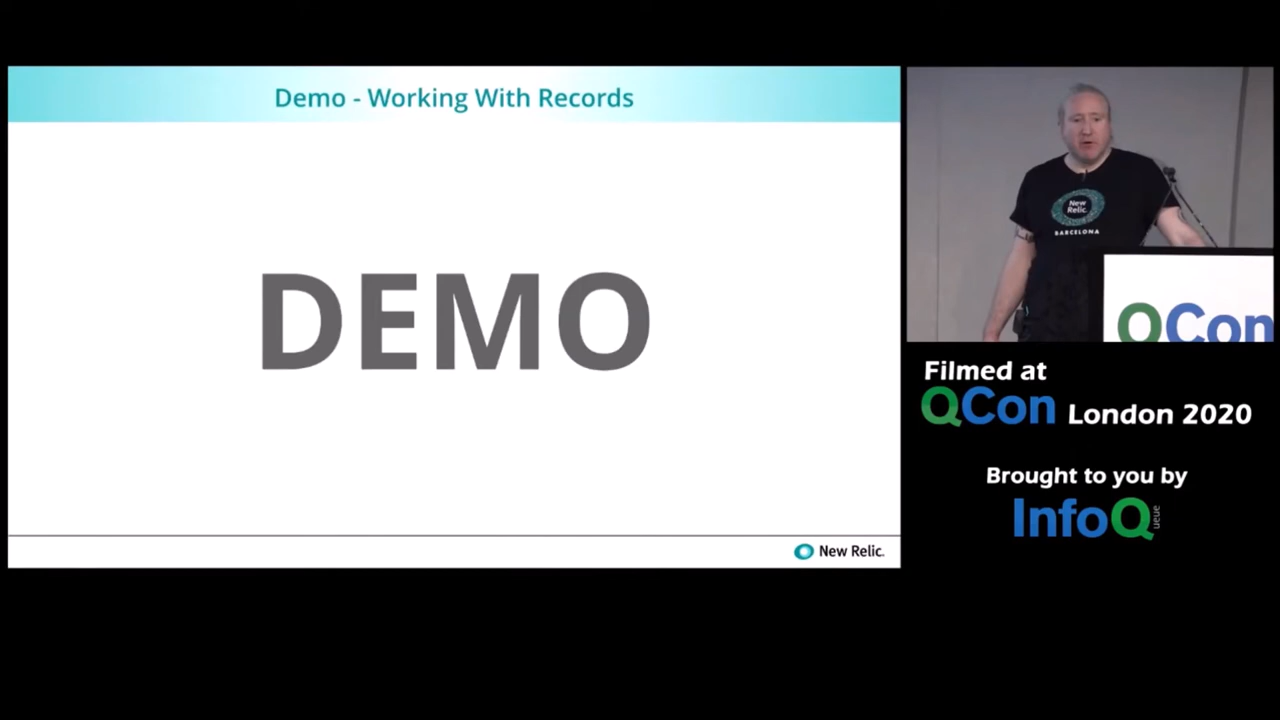 Demo - Working With Records
DEMO
New Relic.
New
Relic.
BARCELONA
QCon
Filmed at
QCon London 2020
Brought to you by
InfoQueue